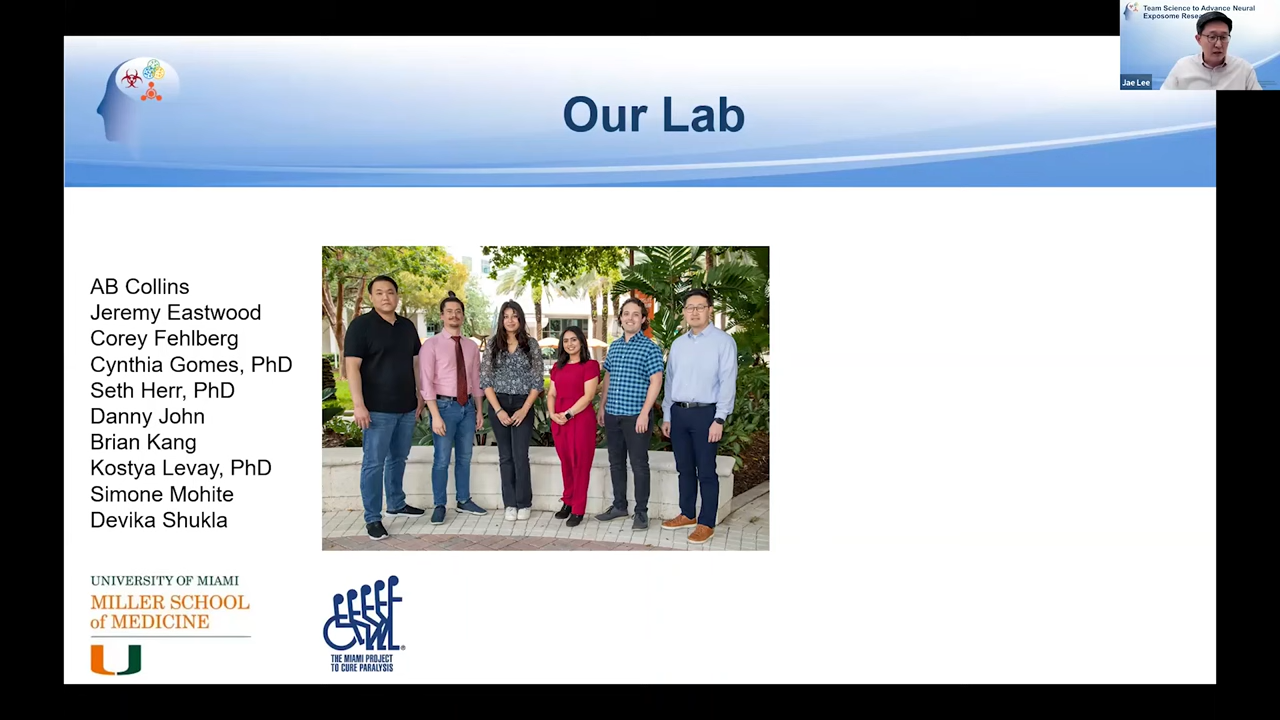 Team Science to Advance Neural
Exposome Resea
Jae Lee
Our Lab
AB Collins
Jeremy Eastwood
Corey Fehlberg
Cynthia Gomes, PhD
Seth Herr, PhD
Danny John
Brian Kang
Kostya Levay, PhD
Simone Mohite
Devika Shukla
UNIVERSITY OF MIAMI
MILLER SCHOOL
of MEDICINE
U
THE MIAMI PROJECT
TO CURE PARALYSIS
®